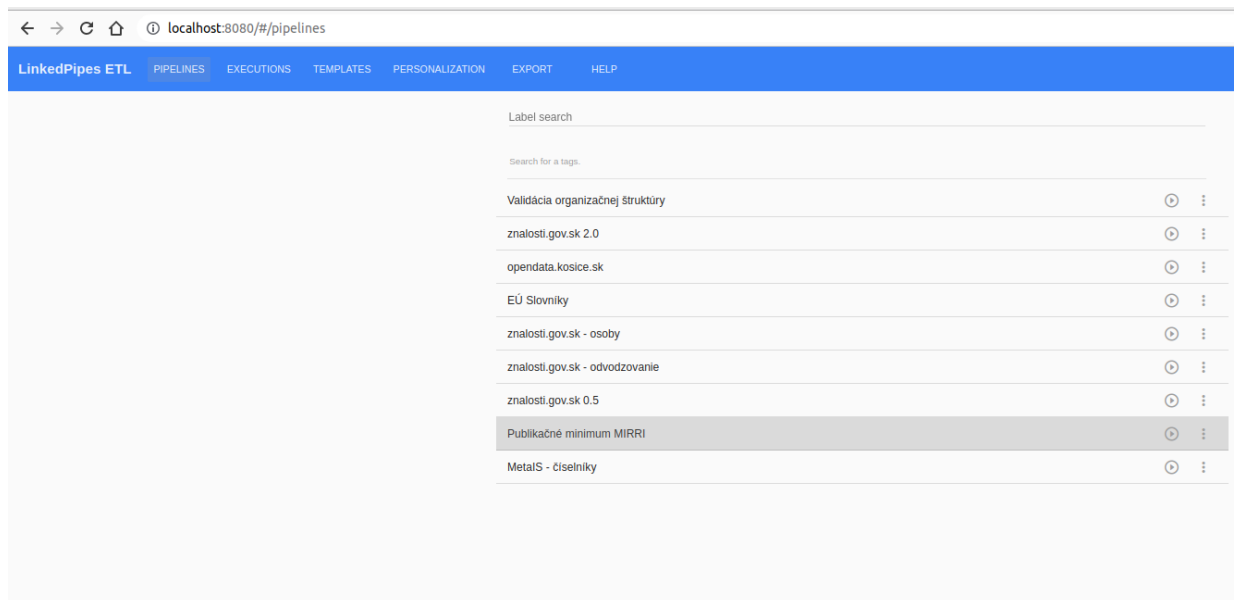 localhost:8080/#/pipelines
LinkedPipes ETL PIPELINES EXECUTIONS TEMPLATES PERSONALIZATION EXPORT HELP
Label search
Search for a tags.
Validácia organizačnej štruktúry
znalosti.gov.sk 2.0
opendata.kosice.sk
EÚ Slovníky
znalosti.gov.sk - osoby
znalosti.gov.sk - odvodzovanie
znalosti.gov.sk 0.5
Publikačné minimum MIRRI
MetaIS - číselníky